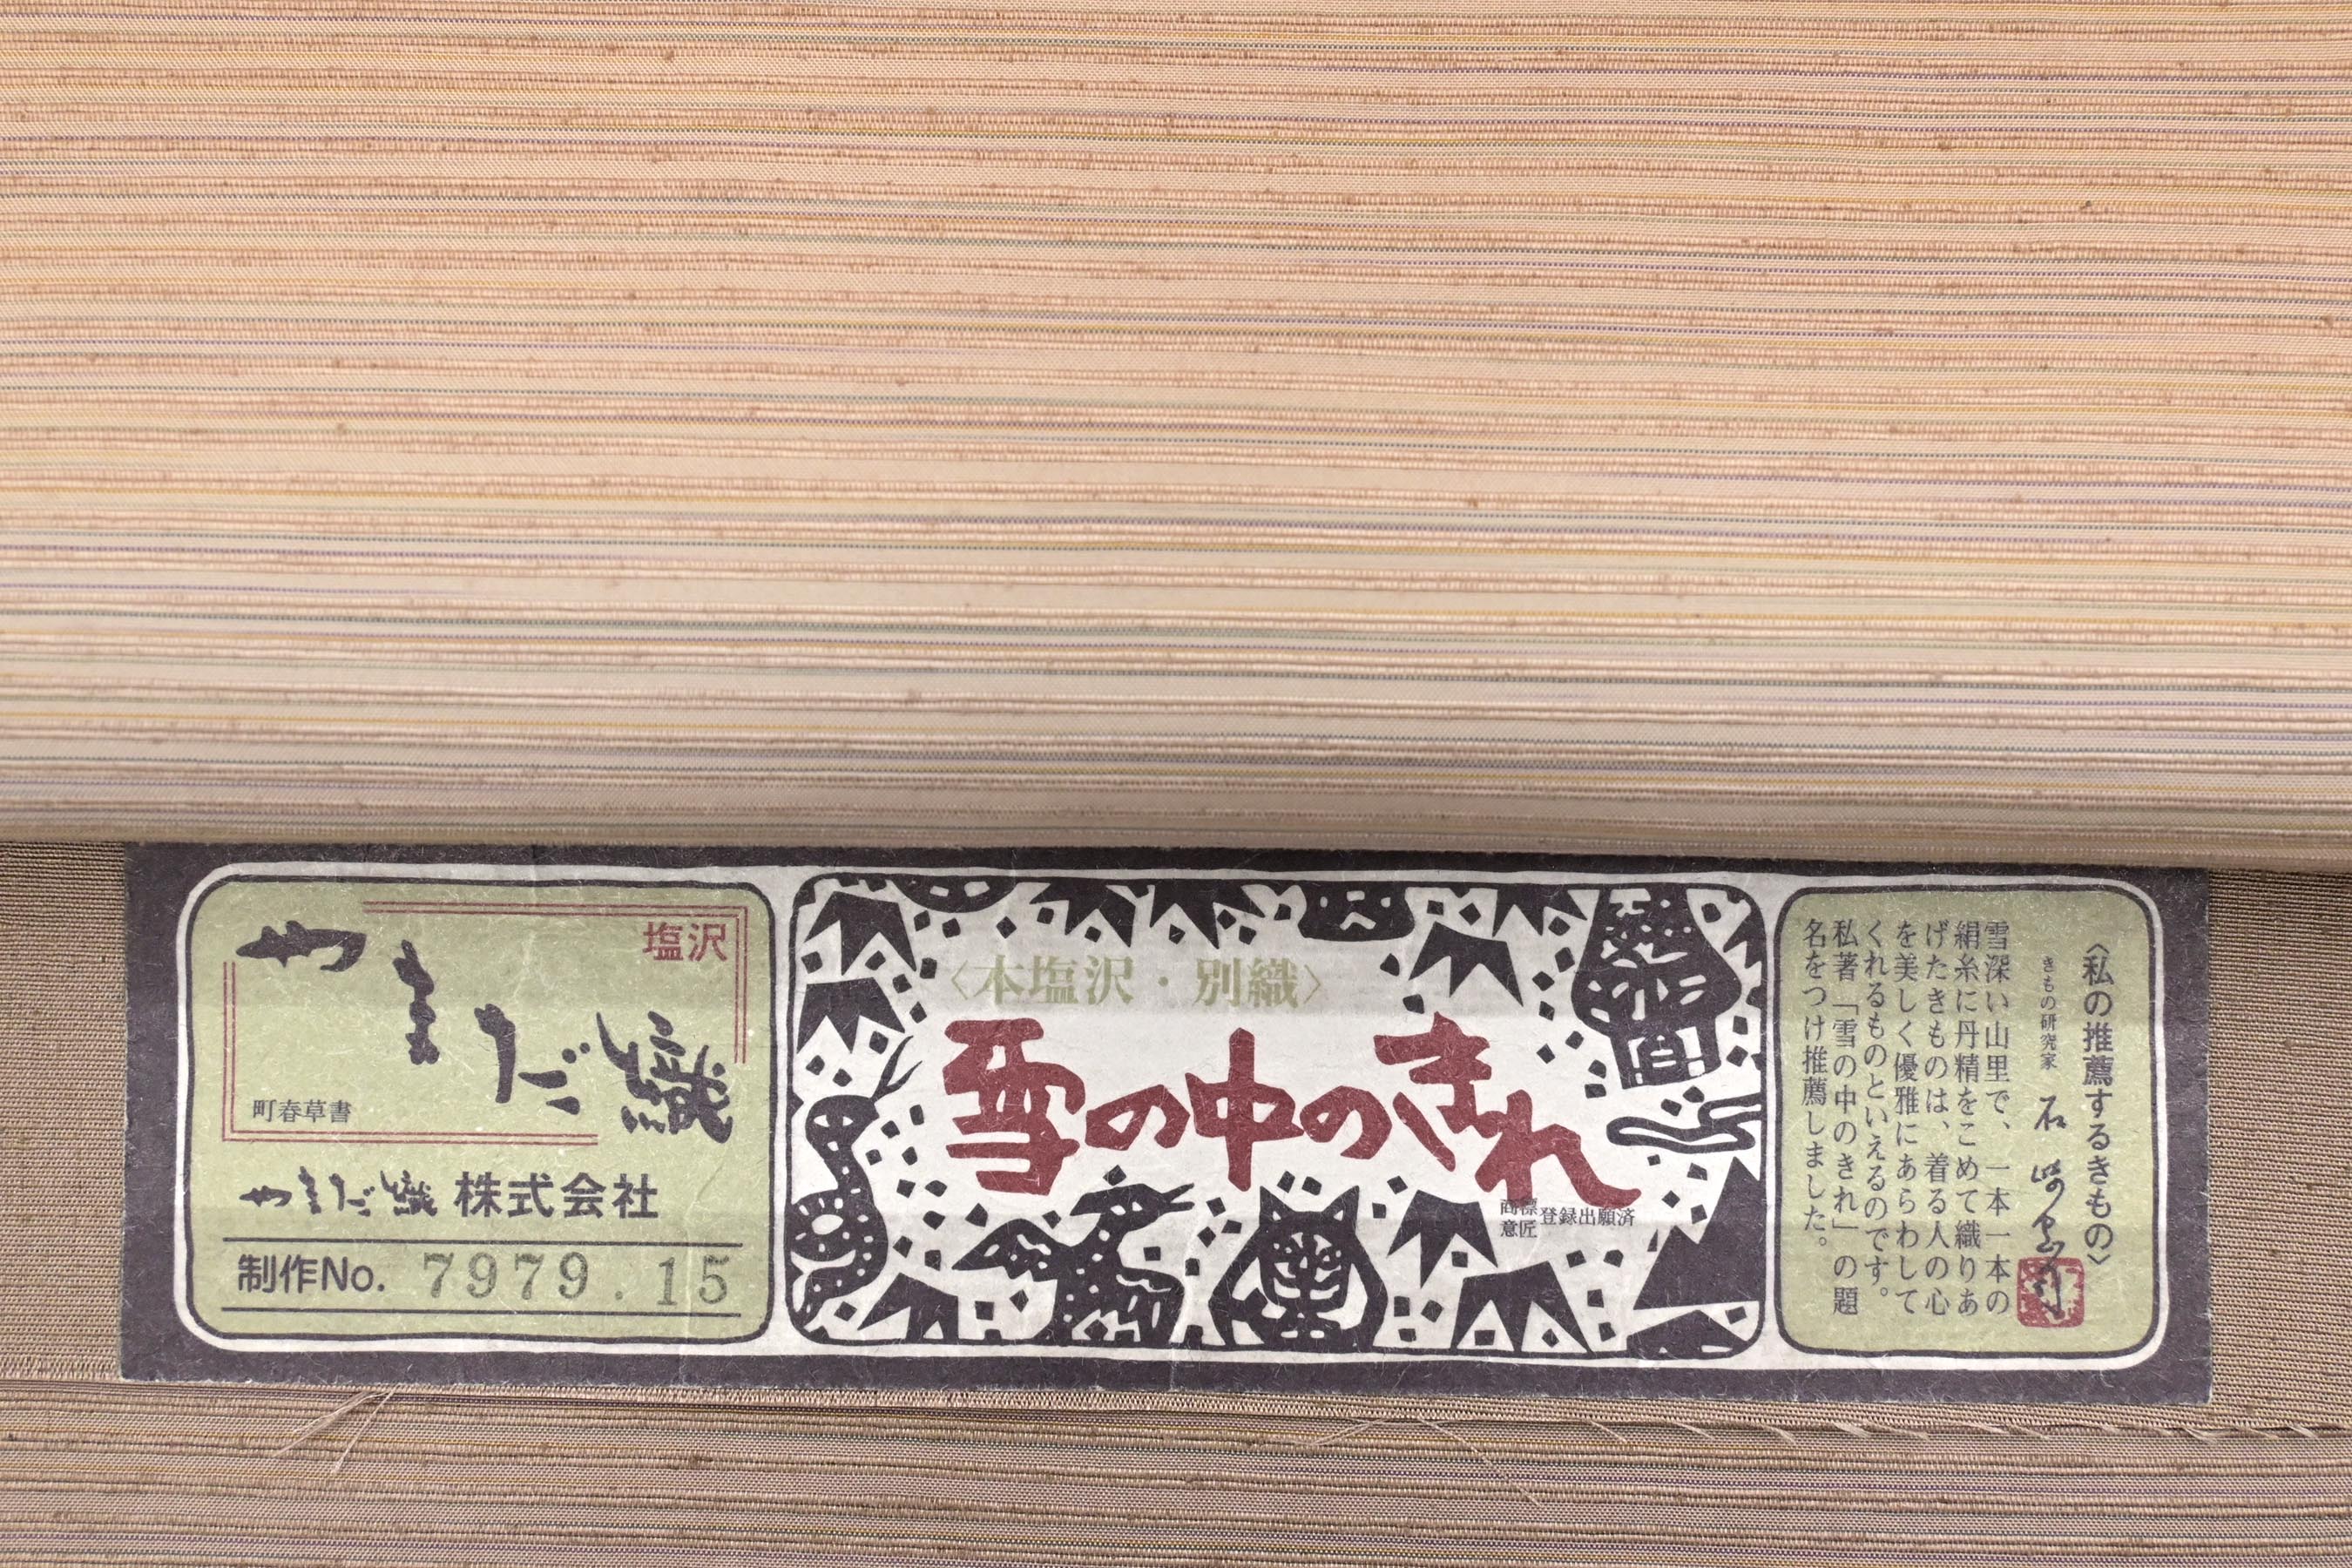 塩沢
やまだ織
町春草書
やまだ織 株式会社
制作No. 7979.15
〈本塩沢・別織〉
雪の中のきれ
商標 登録出願済
意匠
〈私の推薦するきもの〉
きもの研究家 石崎忠司
雪深い山里で、一本一本の
絹糸に丹精をこめて織りあ
げたきものは、着る人の心
を美しく優雅にあらわして
くれるものといえるのです。
私著「雪の中のきれ」の題
名をつけ推薦しました。